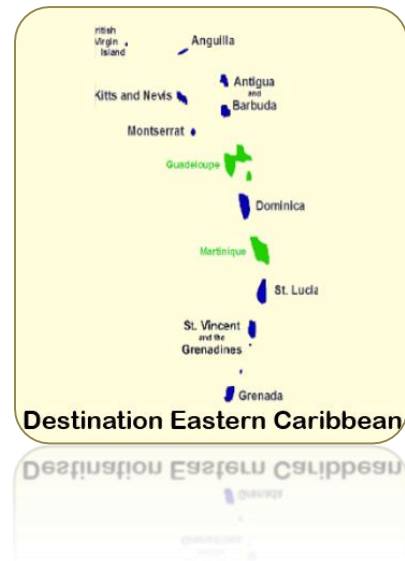 ritish
Virgin
Island
Anguilla
Antigua
and
Barbuda
Kitts and Nevis
Montserrat
Guadeloupe
Dominica
Martinique
St. Lucia
St. Vincent
and the
Grenadines
Grenada
Destination Eastern Caribbean